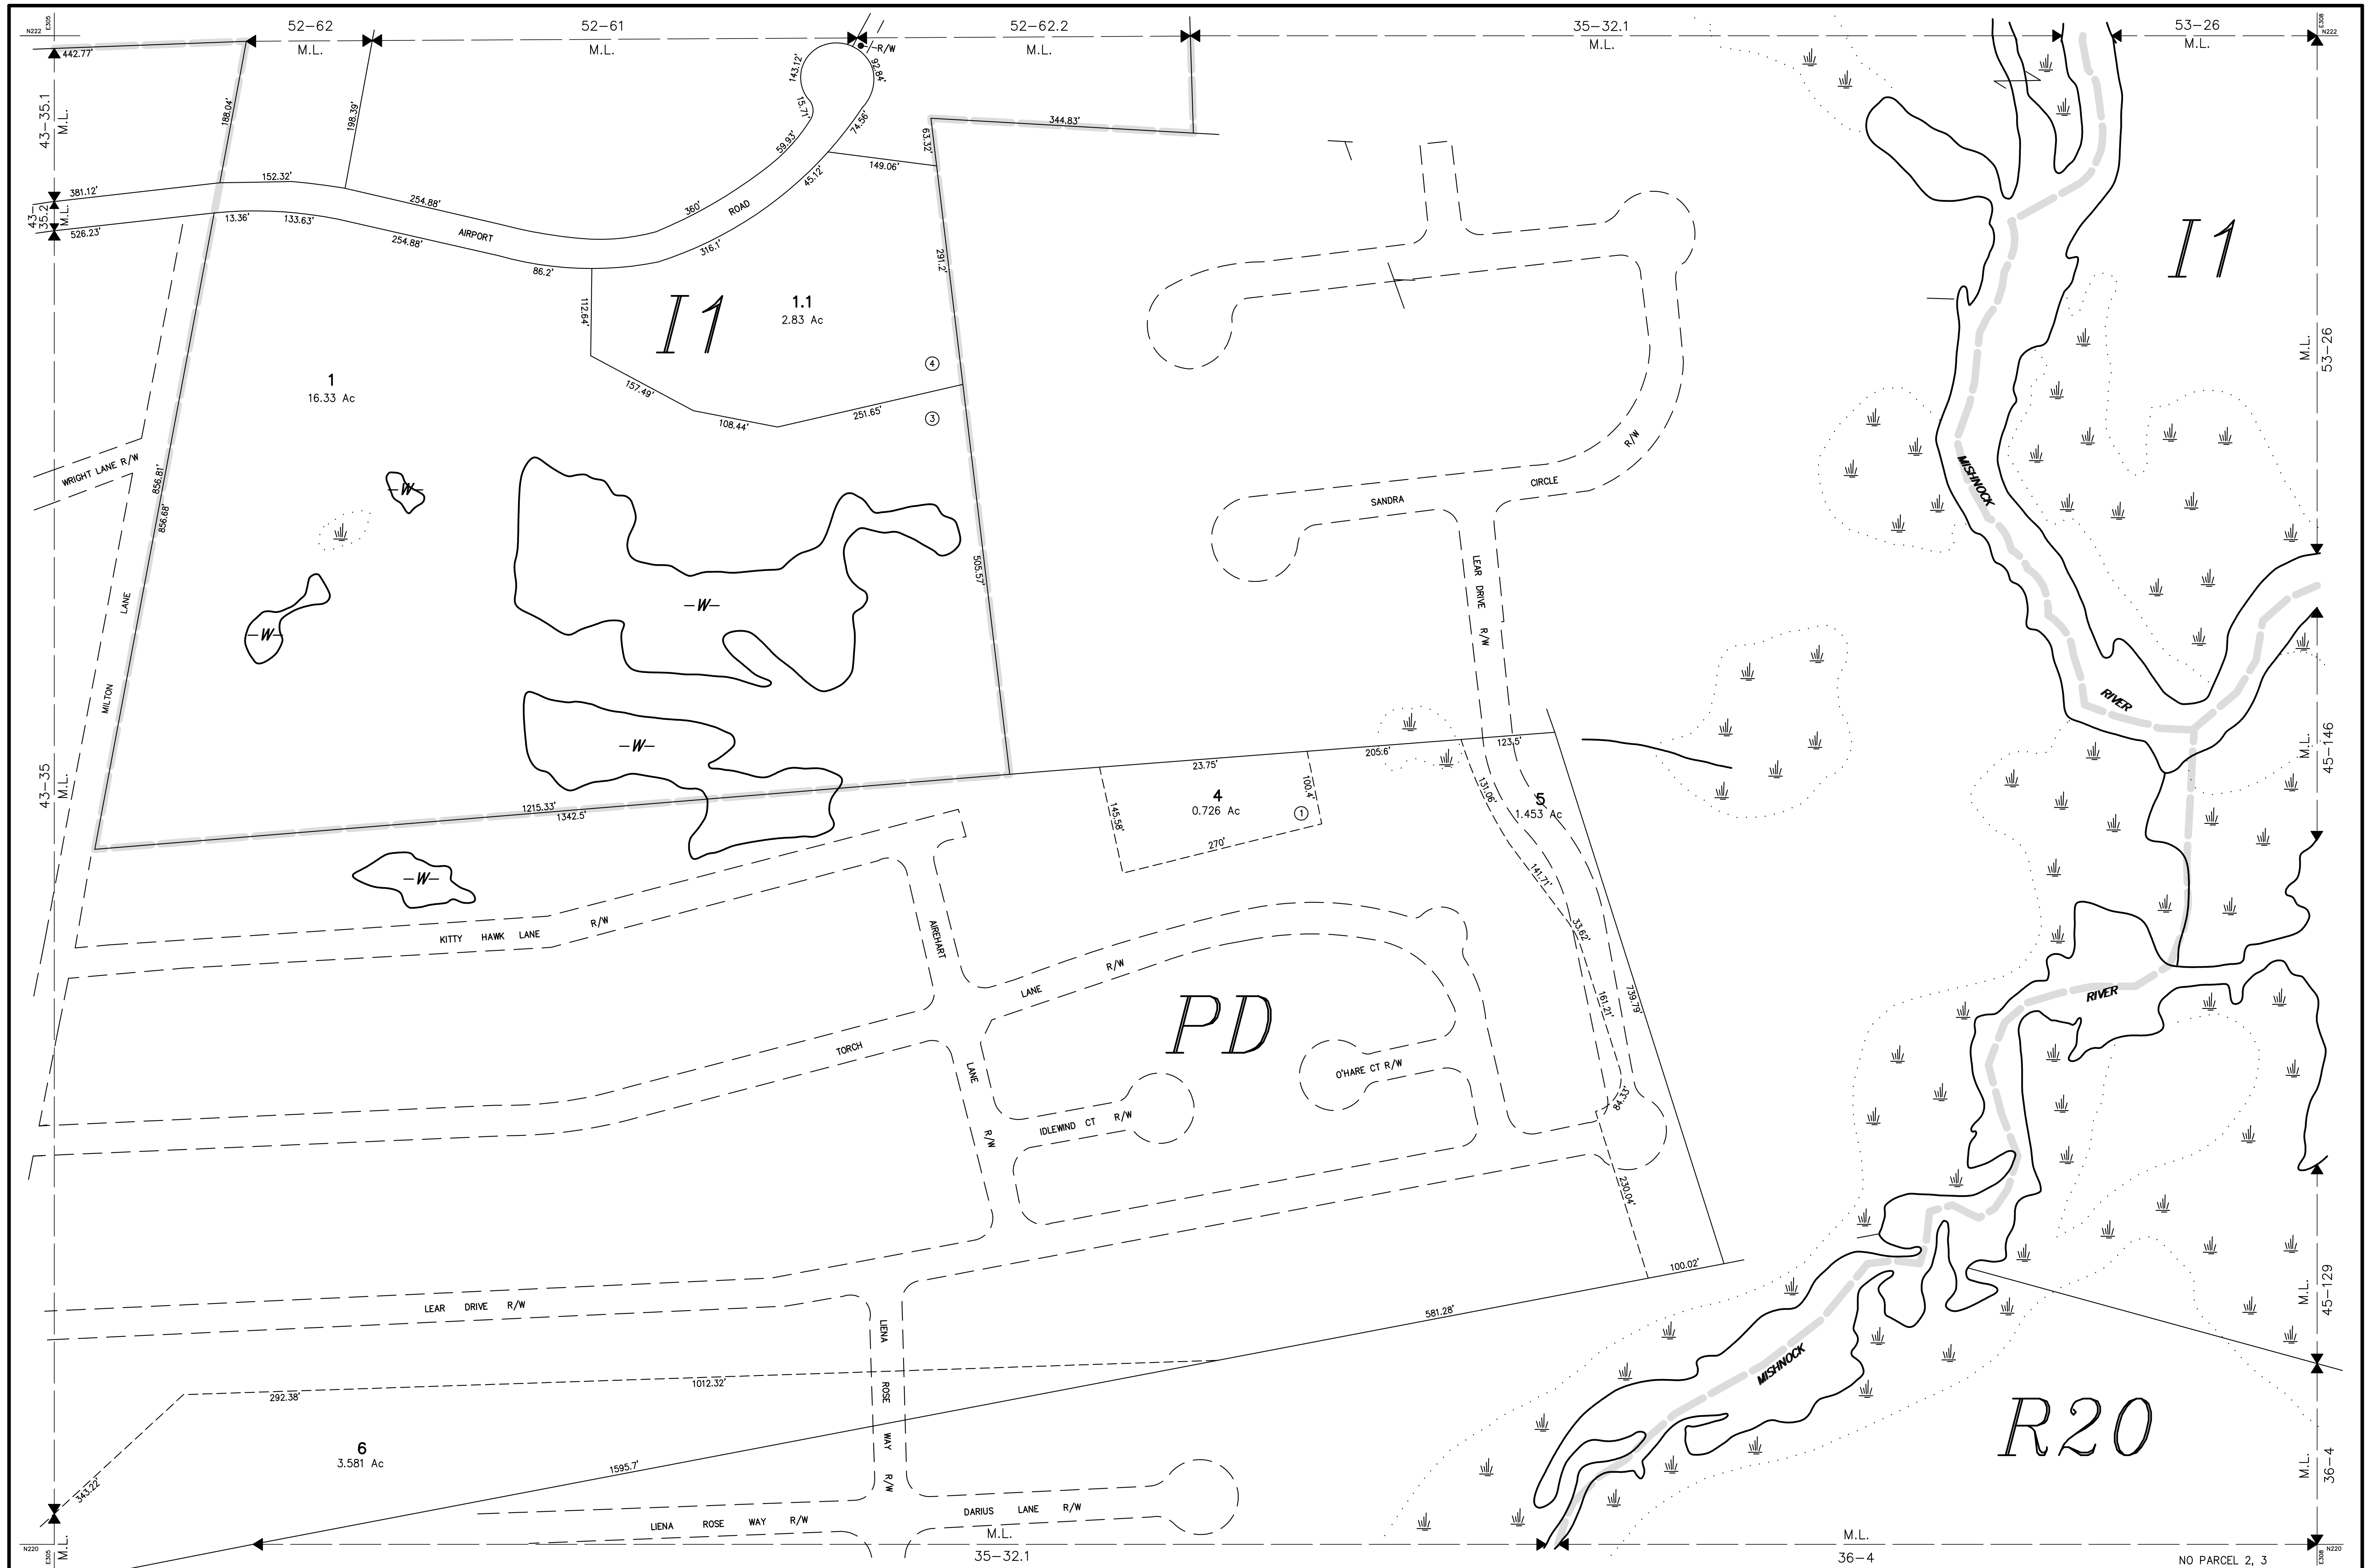 52-62
52-61
52-62.2
35-32.1
53-26
M.L.
M.L.
M.L.
M.L.
M.L.
N222
E305
E308
N222
442.77'
R/W
143.12'
92.84'
15.71'
74.56'
59.93'
63.32'
344.83'
43-35.1
M.L.
188.04'
198.39'
149.06'
45.12'
381.12'
152.32'
254.88'
360'
ROAD
43-
35.2
M.L.
526.23'
13.36'
133.63'
254.88'
AIRPORT
86.2'
316.1'
291.2'
I1
I1
112.64'
1.1
2.83 Ac
4
1
16.33 Ac
157.49'
108.44'
251.65'
3
M.L.
53-26
WRIGHT LANE R/W
856.81'
856.68'
-W-
MILTON LANE
-W-
-W-
-W-
505.57'
R/W
SANDRA
CIRCLE
LEAR DRIVE R/W
MISHNOCK
RIVER
43-35
M.L.
M.L.
45-146
1215.33'
1342.5'
23.75'
205.6'
123.5'
145.58'
100.4'
4
0.726 Ac
1
270'
131.06'
5
1.453 Ac
141.71'
33.62'
161.21'
739.79'
84.33'
230.04'
-W-
KITTY HAWK LANE
R/W
AIREHART
LANE
R/W
LANE
R/W
TORCH
PD
O'HARE CT R/W
IDLEWIND CT R/W
RIVER
LEAR DRIVE R/W
LIENA ROSE WAY R/W
100.02'
581.28'
M.L.
45-129
292.38'
1012.32'
MISHNOCK
R20
6
3.581 Ac
343.22'
1595.7'
M.L.
36-4
LIENA ROSE WAY R/W
DARIUS LANE R/W
N220
E305
M.L.
M.L.
35-32.1
M.L.
36-4
E308
N220
NO PARCEL 2, 3